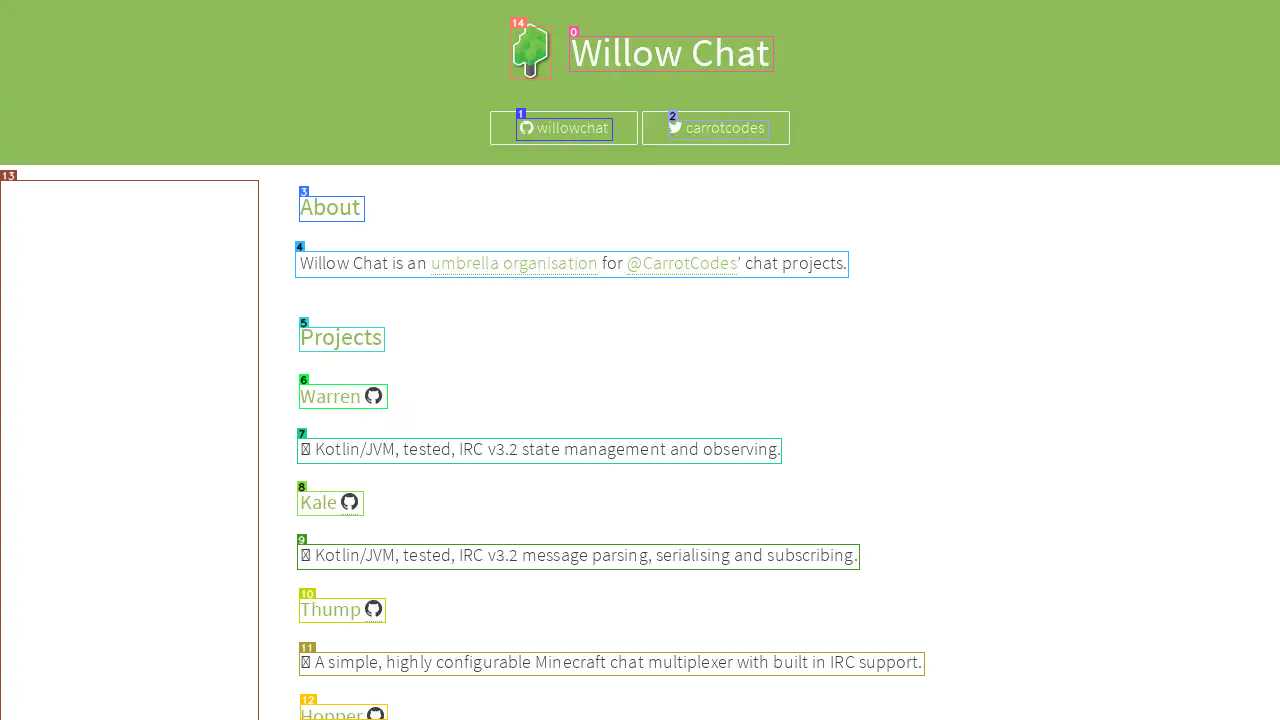 Willow Chat
willowchat
carrotcodes
About
Willow Chat is an umbrella organisation for @CarrotCodes’ chat projects.
Projects
Warren
Kotlin/JVM, tested, IRC v3.2 state management and observing.
Kale
Kotlin/JVM, tested, IRC v3.2 message parsing, serialising and subscribing.
Thump
A simple, highly configurable Minecraft chat multiplexer with built in IRC support.
Hopper
14
0
1
2
13
3
4
5
6
7
8
9
10
11
12